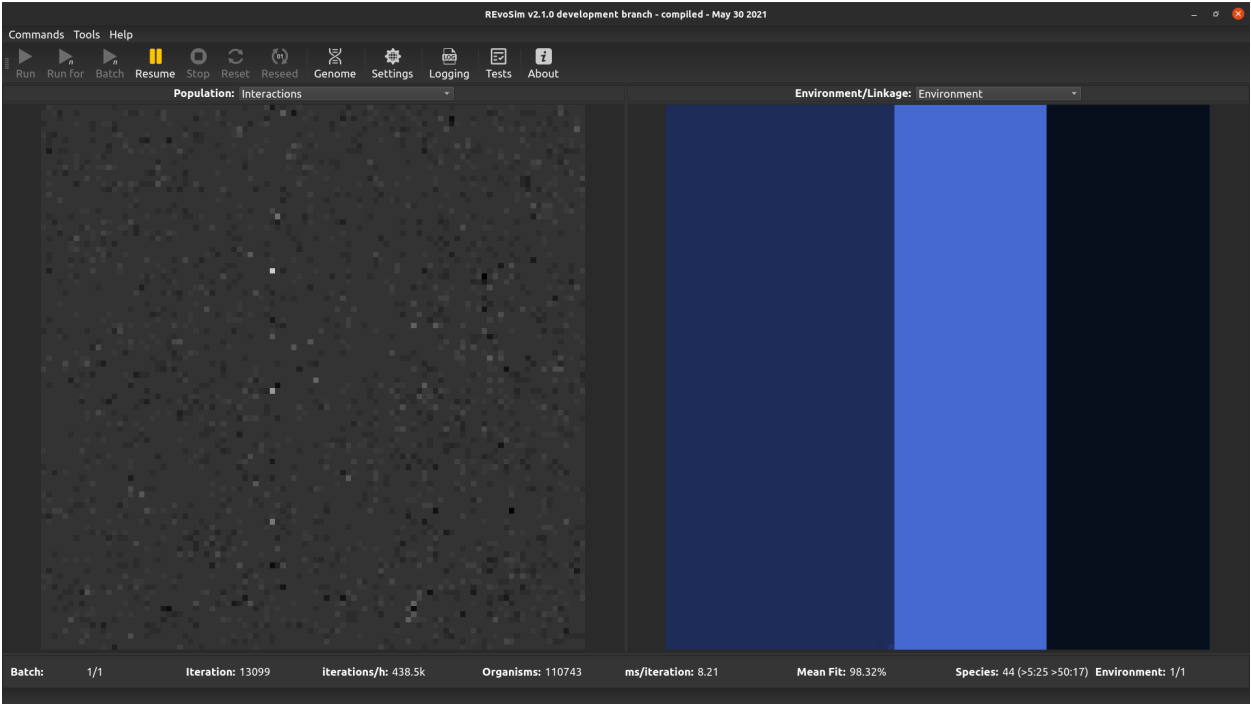 REvoSim v2.1.0 development branch - compiled - May 30 2021
Commands Tools Help
Run Run for Batch Resume Stop Reset Reseed Genome Settings Logging Tests About
Population: Interactions Environment/Linkage: Environment
Batch: 1/1 Iteration: 13099 iterations/h: 438.5k Organisms: 110743 ms/iteration: 8.21 Mean Fit: 98.32% Species: 44 (>5:25 >50:17) Environment: 1/1